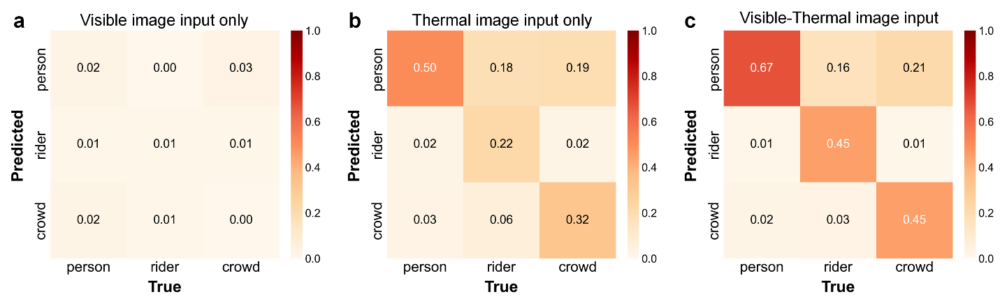 a Visible image input only
1.0
0.8
0.6
0.4
0.2
0.0
Predicted
person 0.02 0.00 0.03
rider 0.01 0.01 0.01
crowd 0.02 0.01 0.00
person rider crowd
True
b Thermal image input only
1.0
0.8
0.6
0.4
0.2
0.0
Predicted
person 0.50 0.18 0.19
rider 0.02 0.22 0.02
crowd 0.03 0.06 0.32
person rider crowd
True
c Visible-Thermal image input
1.0
0.8
0.6
0.4
0.2
0.0
Predicted
person 0.67 0.16 0.21
rider 0.01 0.45 0.01
crowd 0.02 0.03 0.45
person rider crowd
True